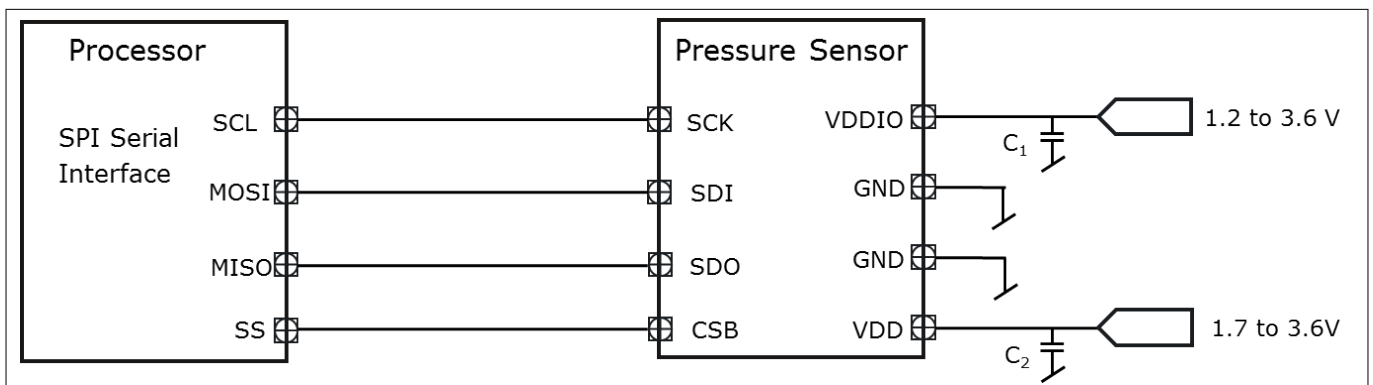 Processor
SPI Serial
Interface
SCL
MOSI
MISO
SS
Pressure Sensor
SCK
SDI
SDO
CSB
VDDIO
GND
GND
VDD
C1
C2
1.2 to 3.6 V
1.7 to 3.6V